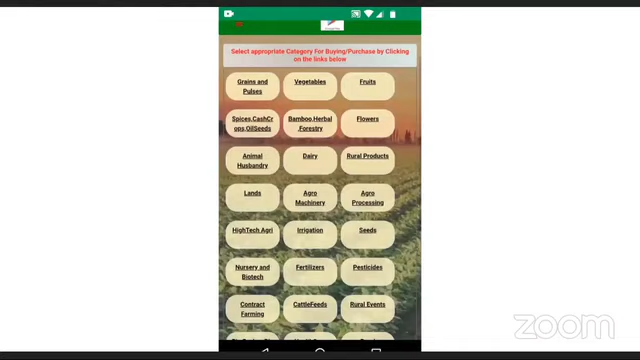 Select appropriate Category For Buying/Purchase by Clicking
on the links below
Grains and
Pulses
Vegetables
Fruits
Spices,CashCr
ops,OilSeeds
Bamboo,Herbal
,Forestry
Flowers
Animal
Husbandry
Dairy
Rural Products
Lands
Agro
Machinery
Agro
Processing
HighTech Agri
Irrigation
Seeds
Nursery and
Biotech
Fertilizers
Pesticides
Contract
Farming
CattleFeeds
Rural Events
zoom